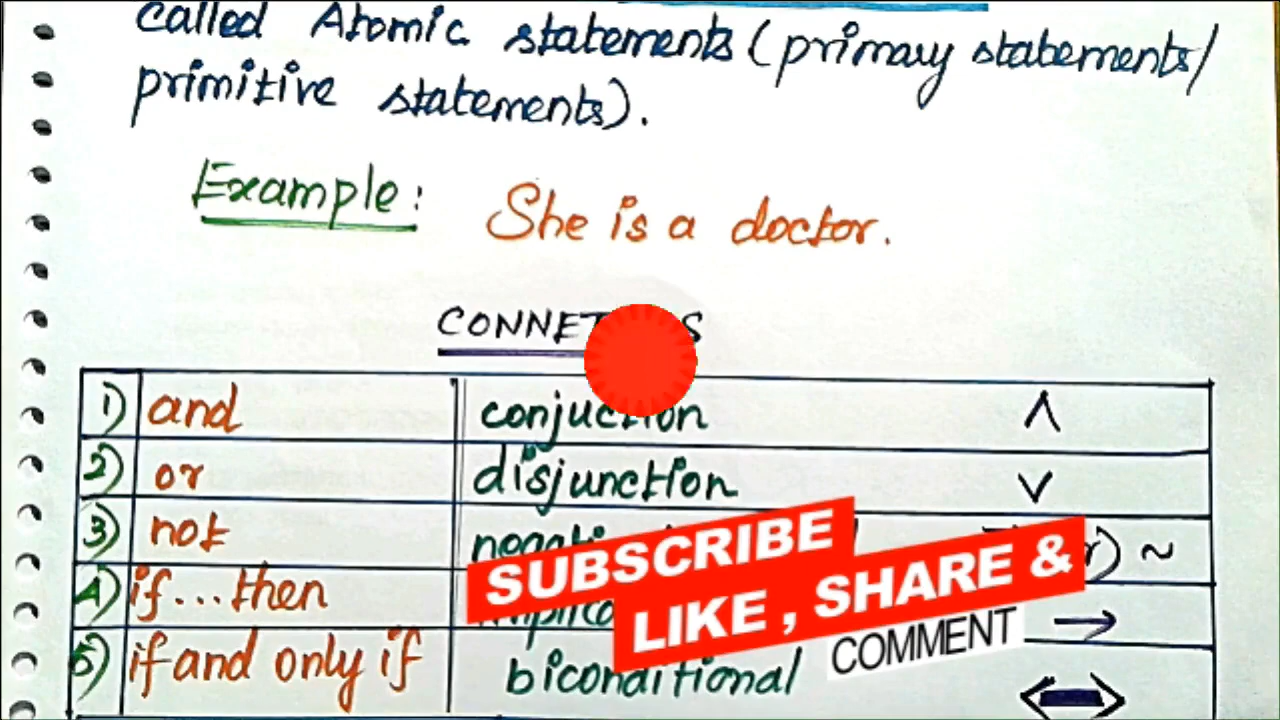 called Atomic statements (primary statements/
primitive statements).
Example: She is a doctor.
1) and conjuction ∧
2) or disjunction ∨
3) not ~
4) if...then →
5) if and only if biconditional ⟷
SUBSCRIBE
LIKE , SHARE &
COMMENT